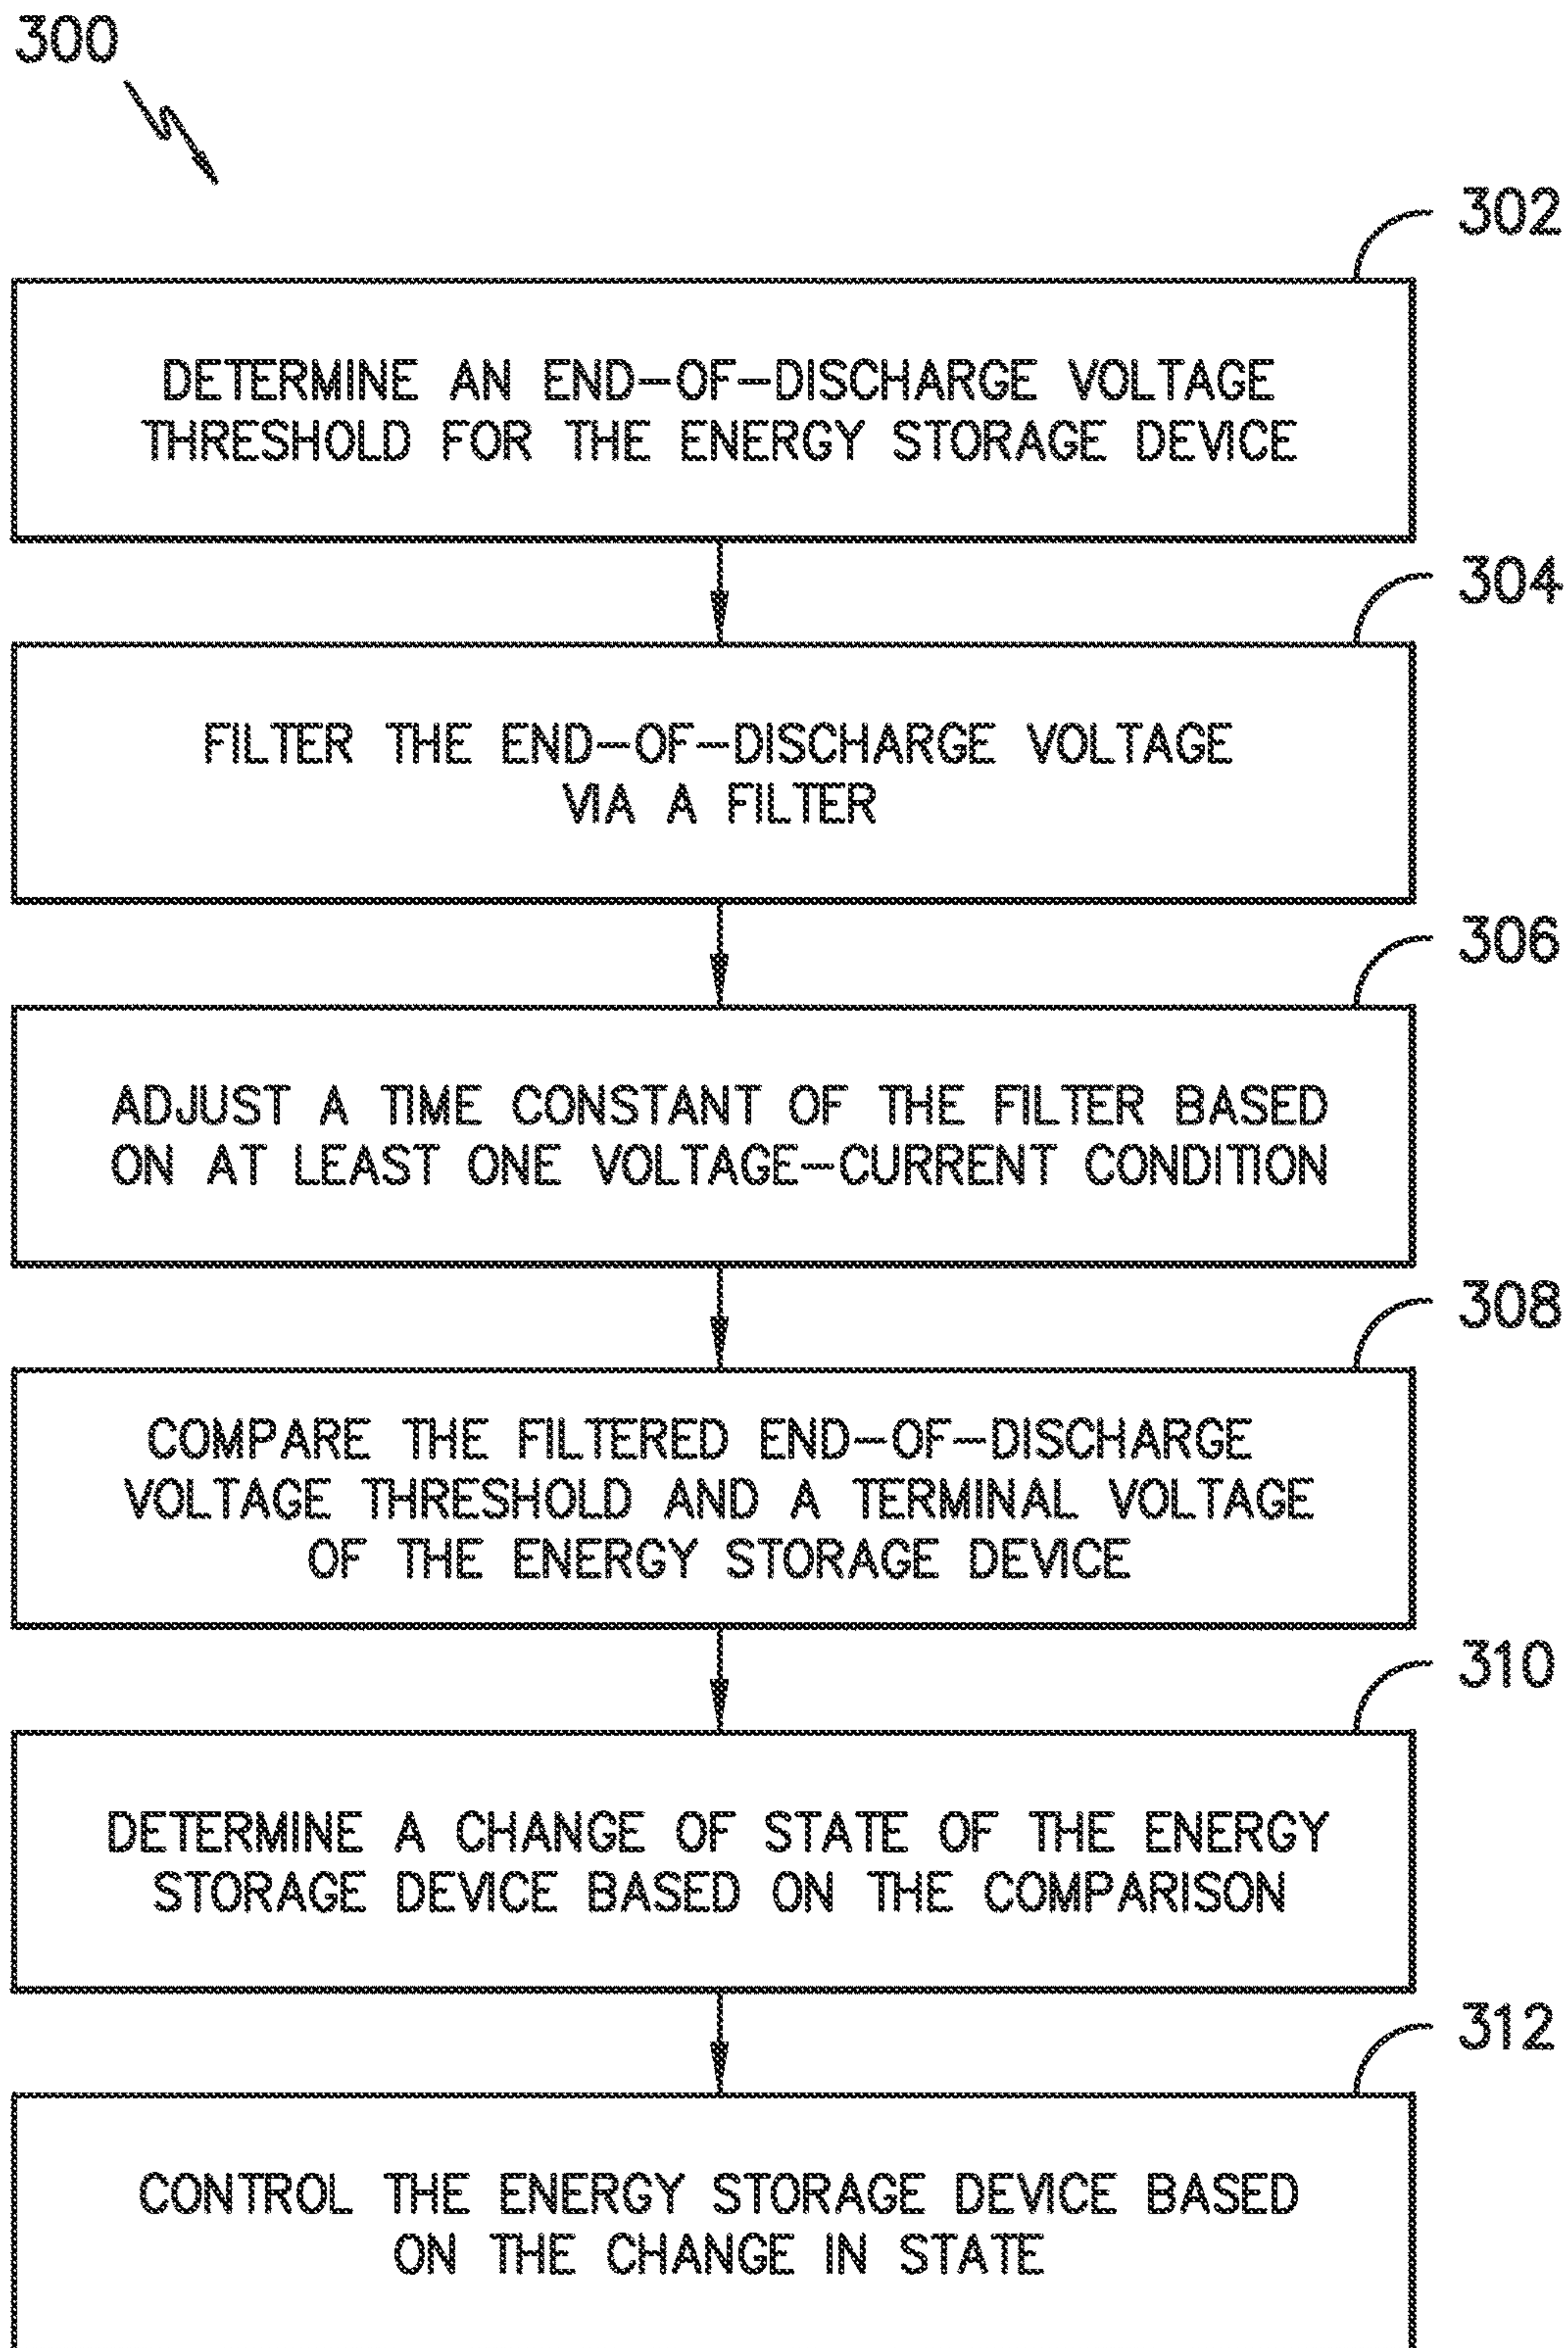 300
302
DETERMINE AN END-OF-DISCHARGE VOLTAGE
THRESHOLD FOR THE ENERGY STORAGE DEVICE
304
FILTER THE END-OF-DISCHARGE VOLTAGE
VIA A FILTER
306
ADJUST A TIME CONSTANT OF THE FILTER BASED
ON AT LEAST ONE VOLTAGE-CURRENT CONDITION
308
COMPARE THE FILTERED END-OF-DISCHARGE
VOLTAGE THRESHOLD AND A TERMINAL VOLTAGE
OF THE ENERGY STORAGE DEVICE
310
DETERMINE A CHANGE OF STATE OF THE ENERGY
STORAGE DEVICE BASED ON THE COMPARISON
312
CONTROL THE ENERGY STORAGE DEVICE BASED
ON THE CHANGE IN STATE